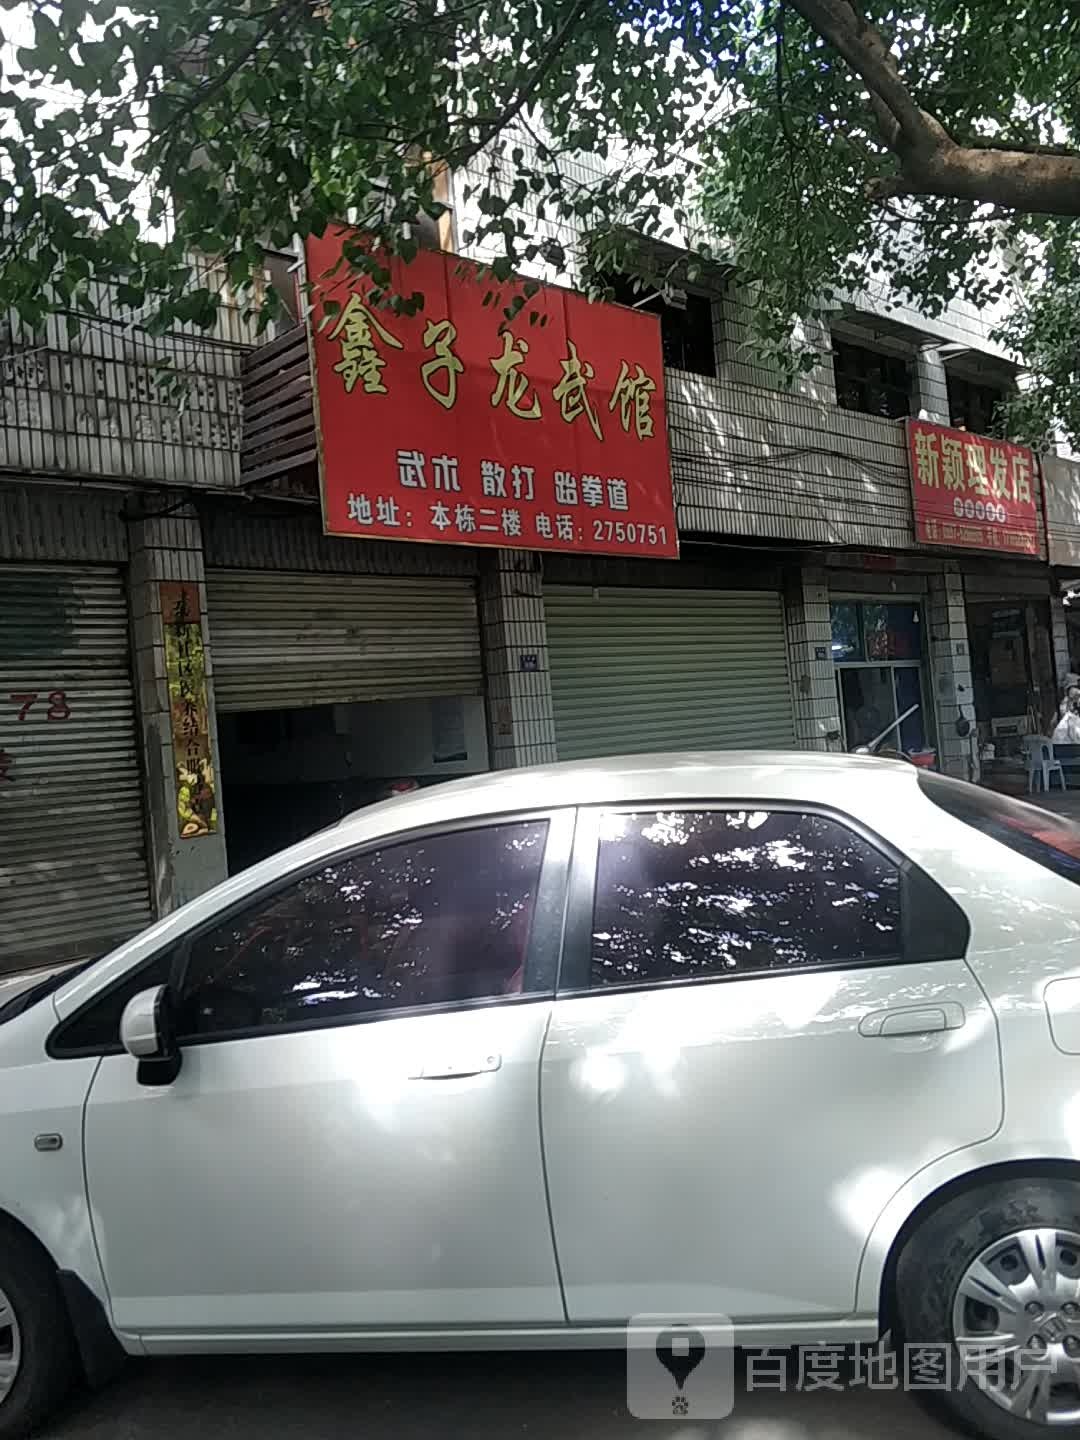 鑫子龙武馆
武术 散打 跆拳道
地址：本栋二楼 电话：2750751
新颖理发店
78
百度地图用户